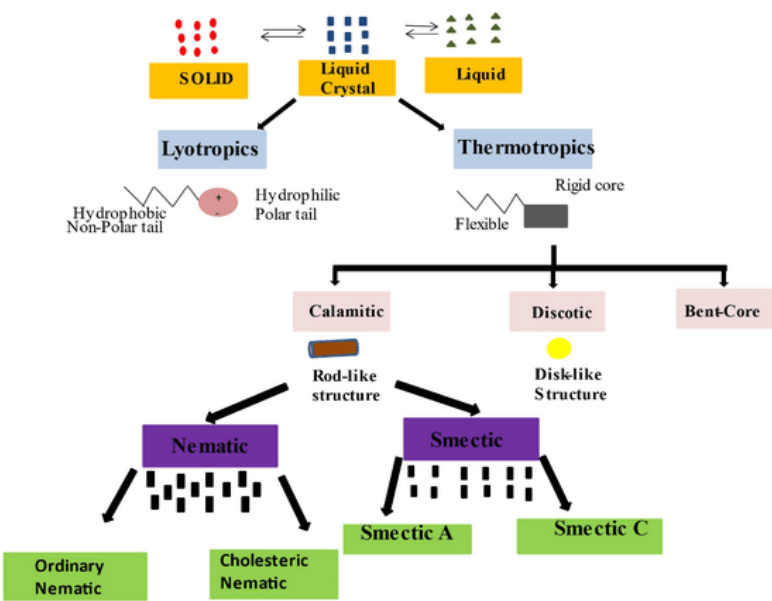 SOLID
Liquid
Crystal
Liquid
Lyotropics
Thermotropics
+
-
Hydrophobic
Non-Polar tail
Hydrophilic
Polar tail
Rigid core
Flexible
Calamitic
Discotic
Bent-Core
Rod-like
structure
Disk-like
Structure
Nematic
Smectic
Ordinary
Nematic
Cholesteric
Nematic
Smectic A
Smectic C